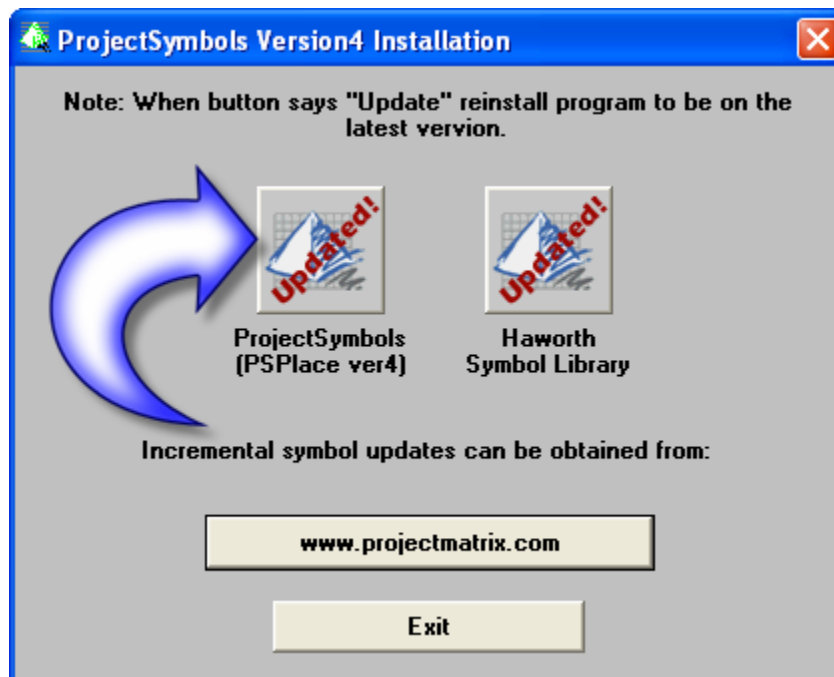 ProjectSymbols Version4 Installation
Note: When button says "Update" reinstall program to be on the
latest vervion.
Updated!
Updated!
ProjectSymbols
(PSPlace ver4)
Haworth
Symbol Library
Incremental symbol updates can be obtained from:
www.projectmatrix.com
Exit